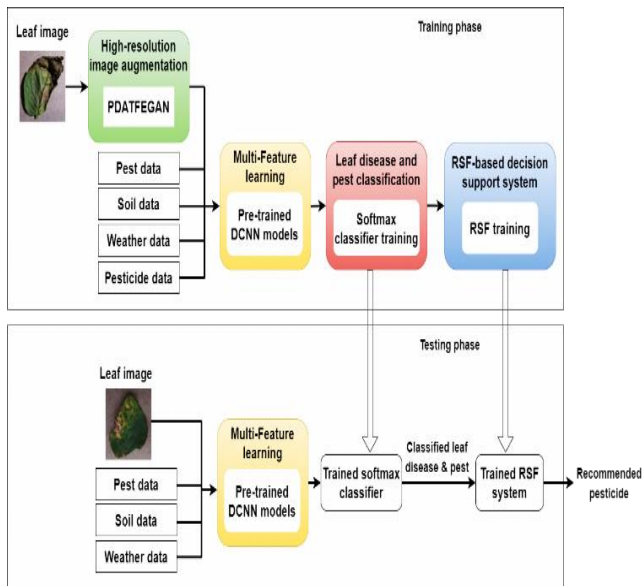 Training phase
Leaf image
High-resolution
image augmentation
PDATFEGAN
Pest data
Soil data
Weather data
Pesticide data
Multi-Feature
learning
Pre-trained
DCNN models
Leaf disease and
pest classification
Softmax
classifier training
RSF-based decision
support system
RSF training
Testing phase
Leaf image
Pest data
Soil data
Weather data
Multi-Feature
learning
Pre-trained
DCNN models
Trained softmax
classifier
Classified leaf
disease & pest
Trained RSF
system
Recommended
pesticide